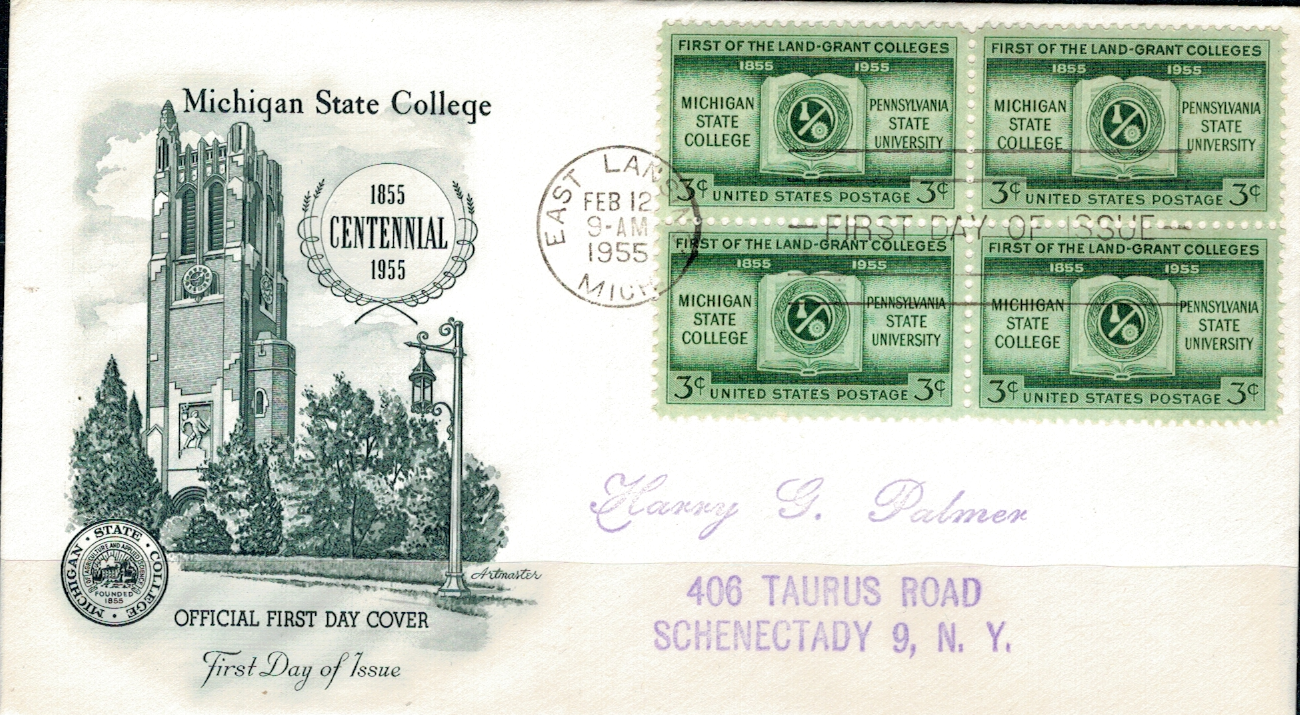 Michigan State College
1855
CENTENNIAL
1955
Artmaster
MICHIGAN · STATE · COLLEGE ·
OF AGRICULTURE AND APPLIED SCIENCE
FOUNDED
1855
OFFICIAL FIRST DAY COVER
First Day of Issue
EAST LANSING
FEB 12
9-AM
1955
MICH.
FIRST DAY OF ISSUE
FIRST OF THE LAND-GRANT COLLEGES
1855 1955
MICHIGAN STATE COLLEGE
PENNSYLVANIA STATE UNIVERSITY
3¢ UNITED STATES POSTAGE 3¢
FIRST OF THE LAND-GRANT COLLEGES
1855 1955
MICHIGAN STATE COLLEGE
PENNSYLVANIA STATE UNIVERSITY
3¢ UNITED STATES POSTAGE 3¢
FIRST OF THE LAND-GRANT COLLEGES
1855 1955
MICHIGAN STATE COLLEGE
PENNSYLVANIA STATE UNIVERSITY
3¢ UNITED STATES POSTAGE 3¢
FIRST OF THE LAND-GRANT COLLEGES
1855 1955
MICHIGAN STATE COLLEGE
PENNSYLVANIA STATE UNIVERSITY
3¢ UNITED STATES POSTAGE 3¢
Harry G. Palmer
406 TAURUS ROAD
SCHENECTADY 9, N. Y.